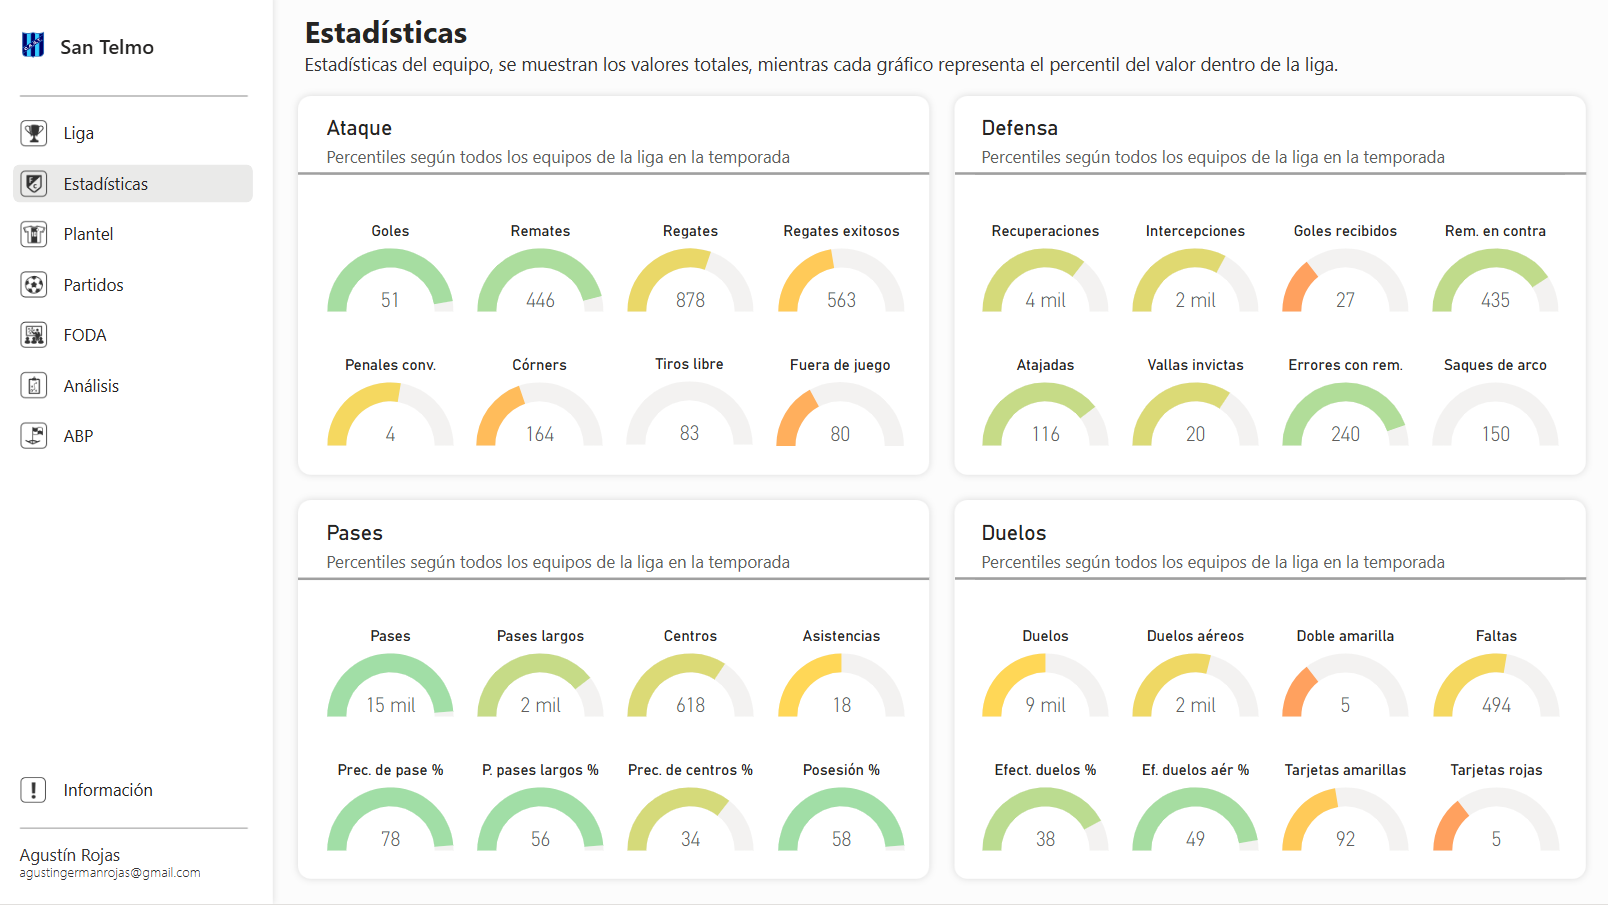 San Telmo
Liga
Estadísticas
Plantel
Partidos
FODA
Análisis
ABP
Información
Agustín Rojas
agustingermanrojas@gmail.com
Estadísticas
Estadísticas del equipo, se muestran los valores totales, mientras cada gráfico representa el percentil del valor dentro de la liga.
Ataque
Percentiles según todos los equipos de la liga en la temporada
Goles Remates Regates Regates exitosos
51 446 878 563
Penales conv. Córners Tiros libre Fuera de juego
4 164 83 80
Defensa
Percentiles según todos los equipos de la liga en la temporada
Recuperaciones Intercepciones Goles recibidos Rem. en contra
4 mil 2 mil 27 435
Atajadas Vallas invictas Errores con rem. Saques de arco
116 20 240 150
Pases
Percentiles según todos los equipos de la liga en la temporada
Pases Pases largos Centros Asistencias
15 mil 2 mil 618 18
Prec. de pase % P. pases largos % Prec. de centros % Posesión %
78 56 34 58
Duelos
Percentiles según todos los equipos de la liga en la temporada
Duelos Duelos aéreos Doble amarilla Faltas
9 mil 2 mil 5 494
Efect. duelos % Ef. duelos aér % Tarjetas amarillas Tarjetas rojas
38 49 92 5